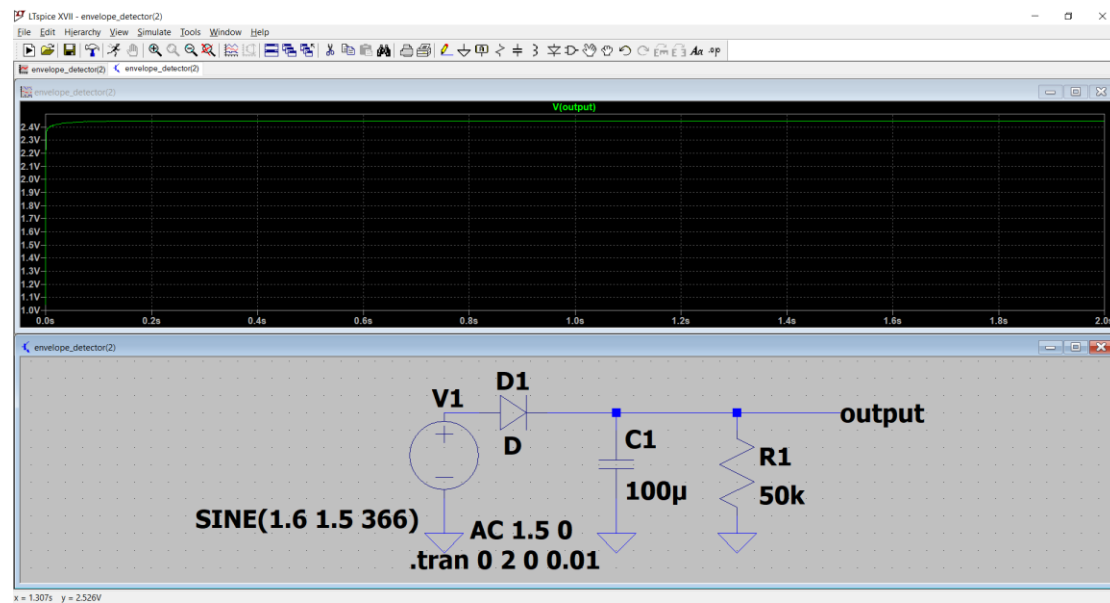 LTspice XVII - envelope_detector(2)
File Edit Hierarchy View Simulate Tools Window Help
envelope_detector(2) envelope_detector(2)
envelope_detector(2)
V(output)
2.4V
2.3V
2.2V
2.1V
2.0V
1.9V
1.8V
1.7V
1.6V
1.5V
1.4V
1.3V
1.2V
1.1V
1.0V
0.0s 0.2s 0.4s 0.6s 0.8s 1.0s 1.2s 1.4s 1.6s 1.8s 2.0s
envelope_detector(2)
D1
V1
output
D
C1
R1
100µ
50k
SINE(1.6 1.5 366)
AC 1.5 0
.tran 0 2 0 0.01
x = 1.307s y = 2.526V